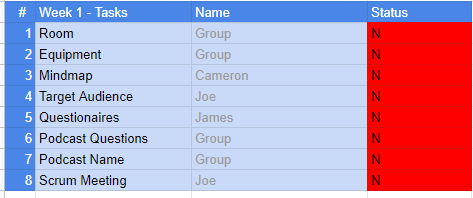 # Week 1 - Tasks Name Status
1 Room Group N
2 Equipment Group N
3 Mindmap Cameron N
4 Target Audience Joe N
5 Questionaires James N
6 Podcast Questions Group N
7 Podcast Name Group N
8 Scrum Meeting Joe N